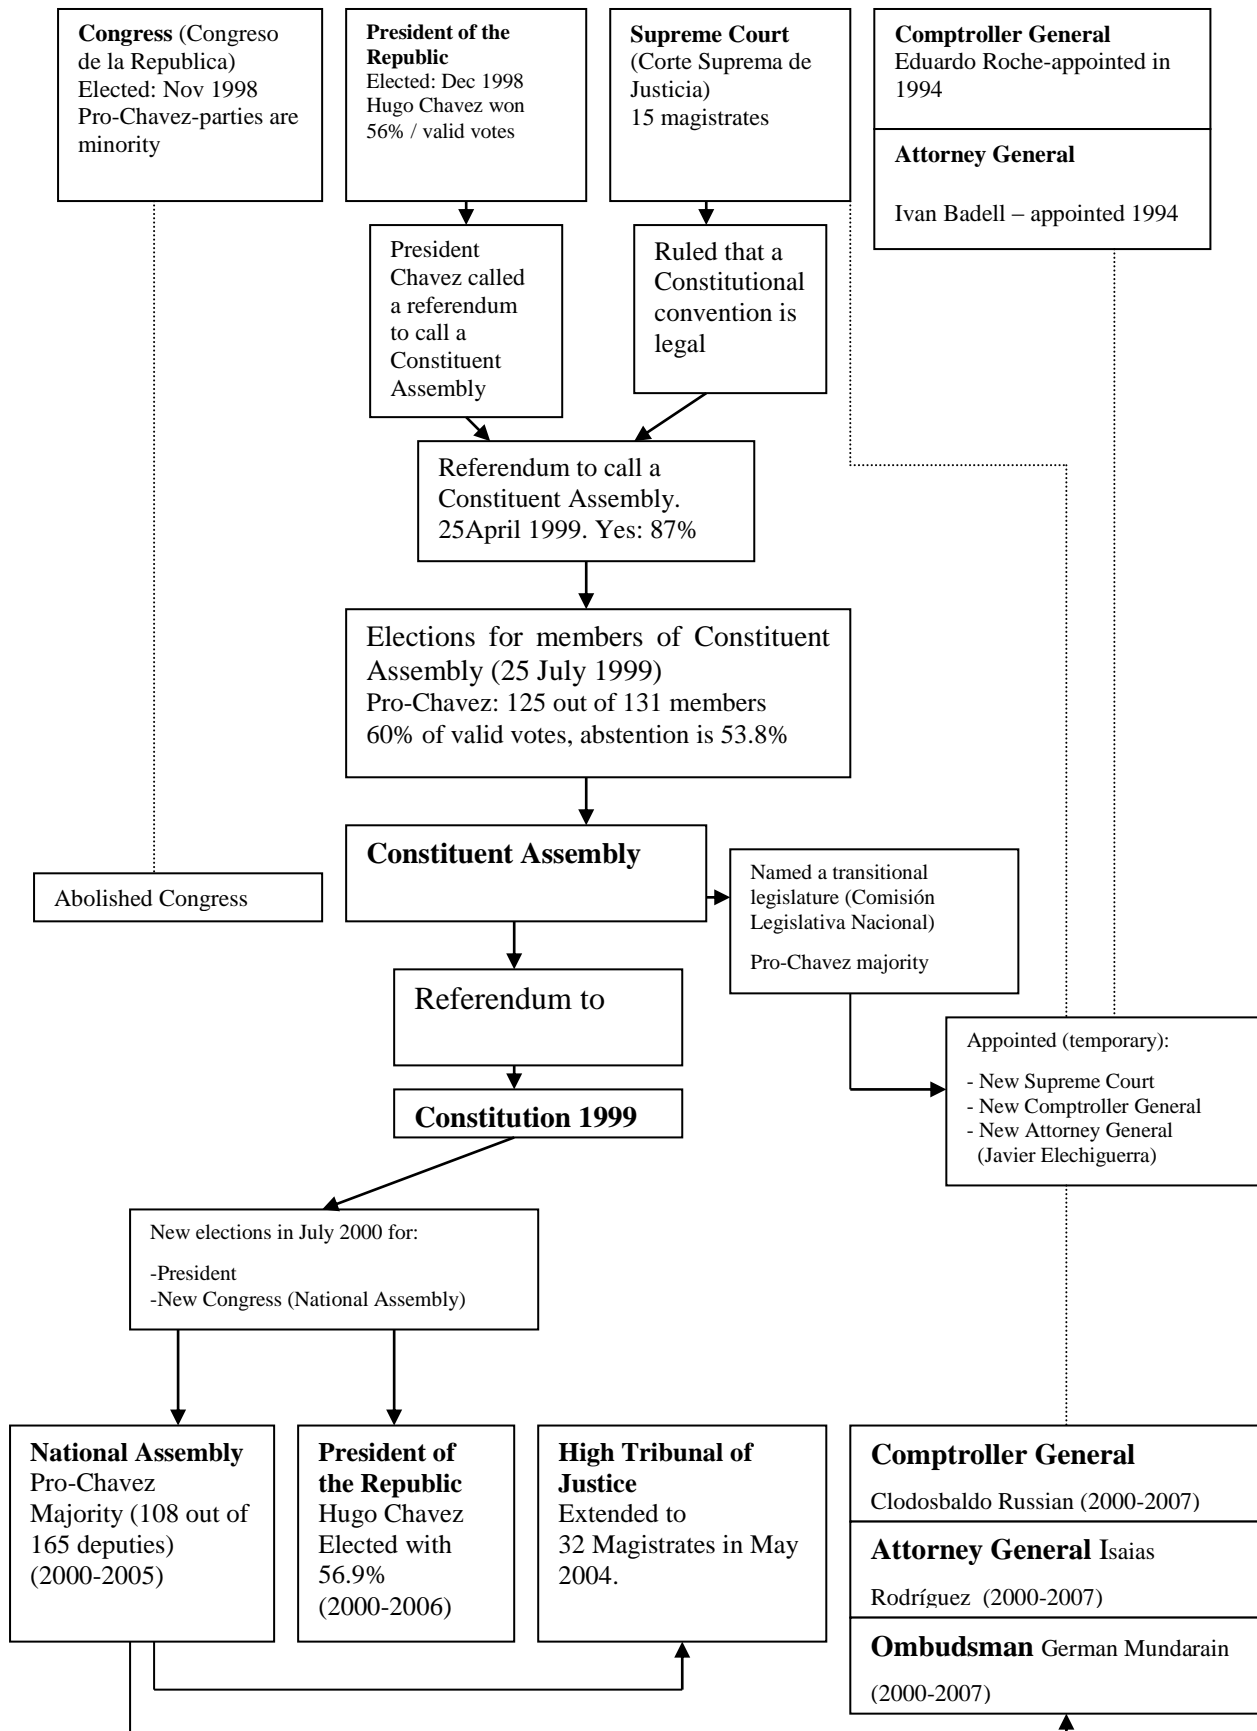 Congress (Congreso
de la Republica)
Elected: Nov 1998
Pro-Chavez-parties are
minority
President of the
Republic
Elected: Dec 1998
Hugo Chavez won
56% / valid votes
Supreme Court
(Corte Suprema de
Justicia)
15 magistrates
Comptroller General
Eduardo Roche-appointed in
1994
Attorney General
Ivan Badell – appointed 1994
President
Chavez called
a referendum
to call a
Constituent
Assembly
Ruled that a
Constitutional
convention is
legal
Referendum to call a
Constituent Assembly.
25April 1999. Yes: 87%
Elections for members of Constituent
Assembly (25 July 1999)
Pro-Chavez: 125 out of 131 members
60% of valid votes, abstention is 53.8%
Constituent Assembly
Abolished Congress
Named a transitional
legislature (Comisión
Legislativa Nacional)
Pro-Chavez majority
Referendum to
Appointed (temporary):
- New Supreme Court
- New Comptroller General
- New Attorney General
(Javier Elechiguerra)
Constitution 1999
New elections in July 2000 for:
-President
-New Congress (National Assembly)
National Assembly
Pro-Chavez
Majority (108 out of
165 deputies)
(2000-2005)
President of
the Republic
Hugo Chavez
Elected with
56.9%
(2000-2006)
High Tribunal of
Justice
Extended to
32 Magistrates in May
2004.
Comptroller General
Clodosbaldo Russian (2000-2007)
Attorney General Isaias
Rodríguez (2000-2007)
Ombudsman German Mundarain
(2000-2007)